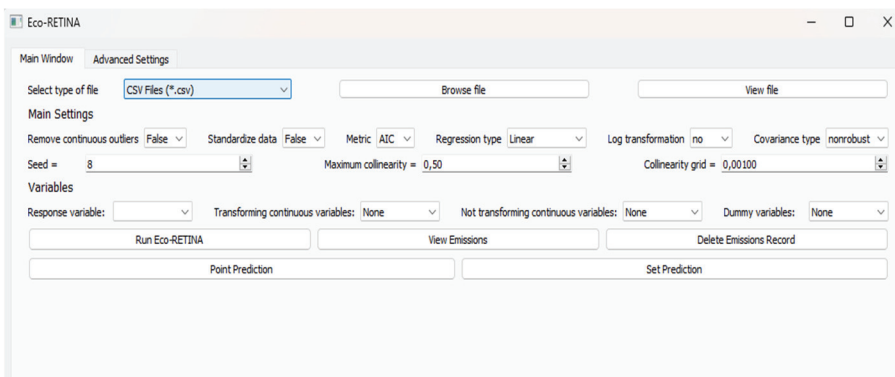 Eco-RETINA
Main Window Advanced Settings
Select type of file CSV Files (*.csv) Browse file View file
Main Settings
Remove continuous outliers False Standardize data False Metric AIC Regression type Linear Log transformation no Covariance type nonrobust
Seed = 8 Maximum collinearity = 0,50 Collinearity grid = 0,00100
Variables
Response variable: Transforming continuous variables: None Not transforming continuous variables: None Dummy variables: None
Run Eco-RETINA View Emissions Delete Emissions Record
Point Prediction Set Prediction